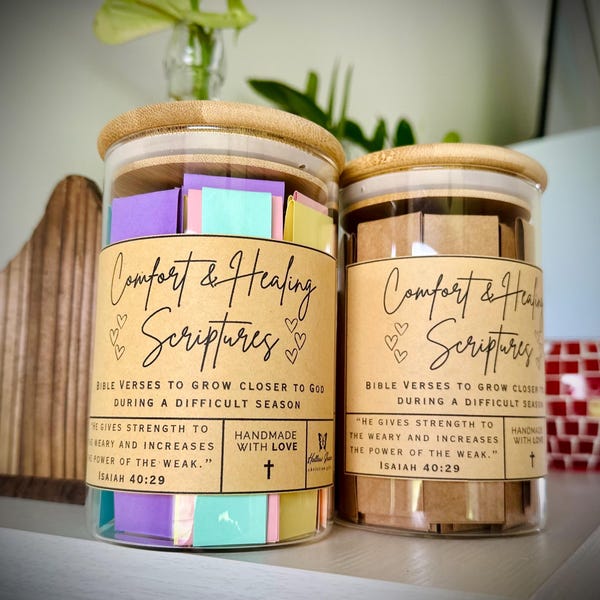 Comfort & Healing
Scriptures
BIBLE VERSES TO GROW CLOSER TO GOD
DURING A DIFFICULT SEASON
"HE GIVES STRENGTH TO
THE WEARY AND INCREASES
THE POWER OF THE WEAK."
ISAIAH 40:29
HANDMADE
WITH LOVE
Comfort & Healing
Scriptures
BIBLE VERSES TO GROW CLOSER TO
DURING A DIFFICULT SEASON
"HE GIVES STRENGTH TO
THE WEARY AND INCREASES
THE POWER OF THE WEAK."
ISAIAH 40:29
HANDMADE
WITH LOVE